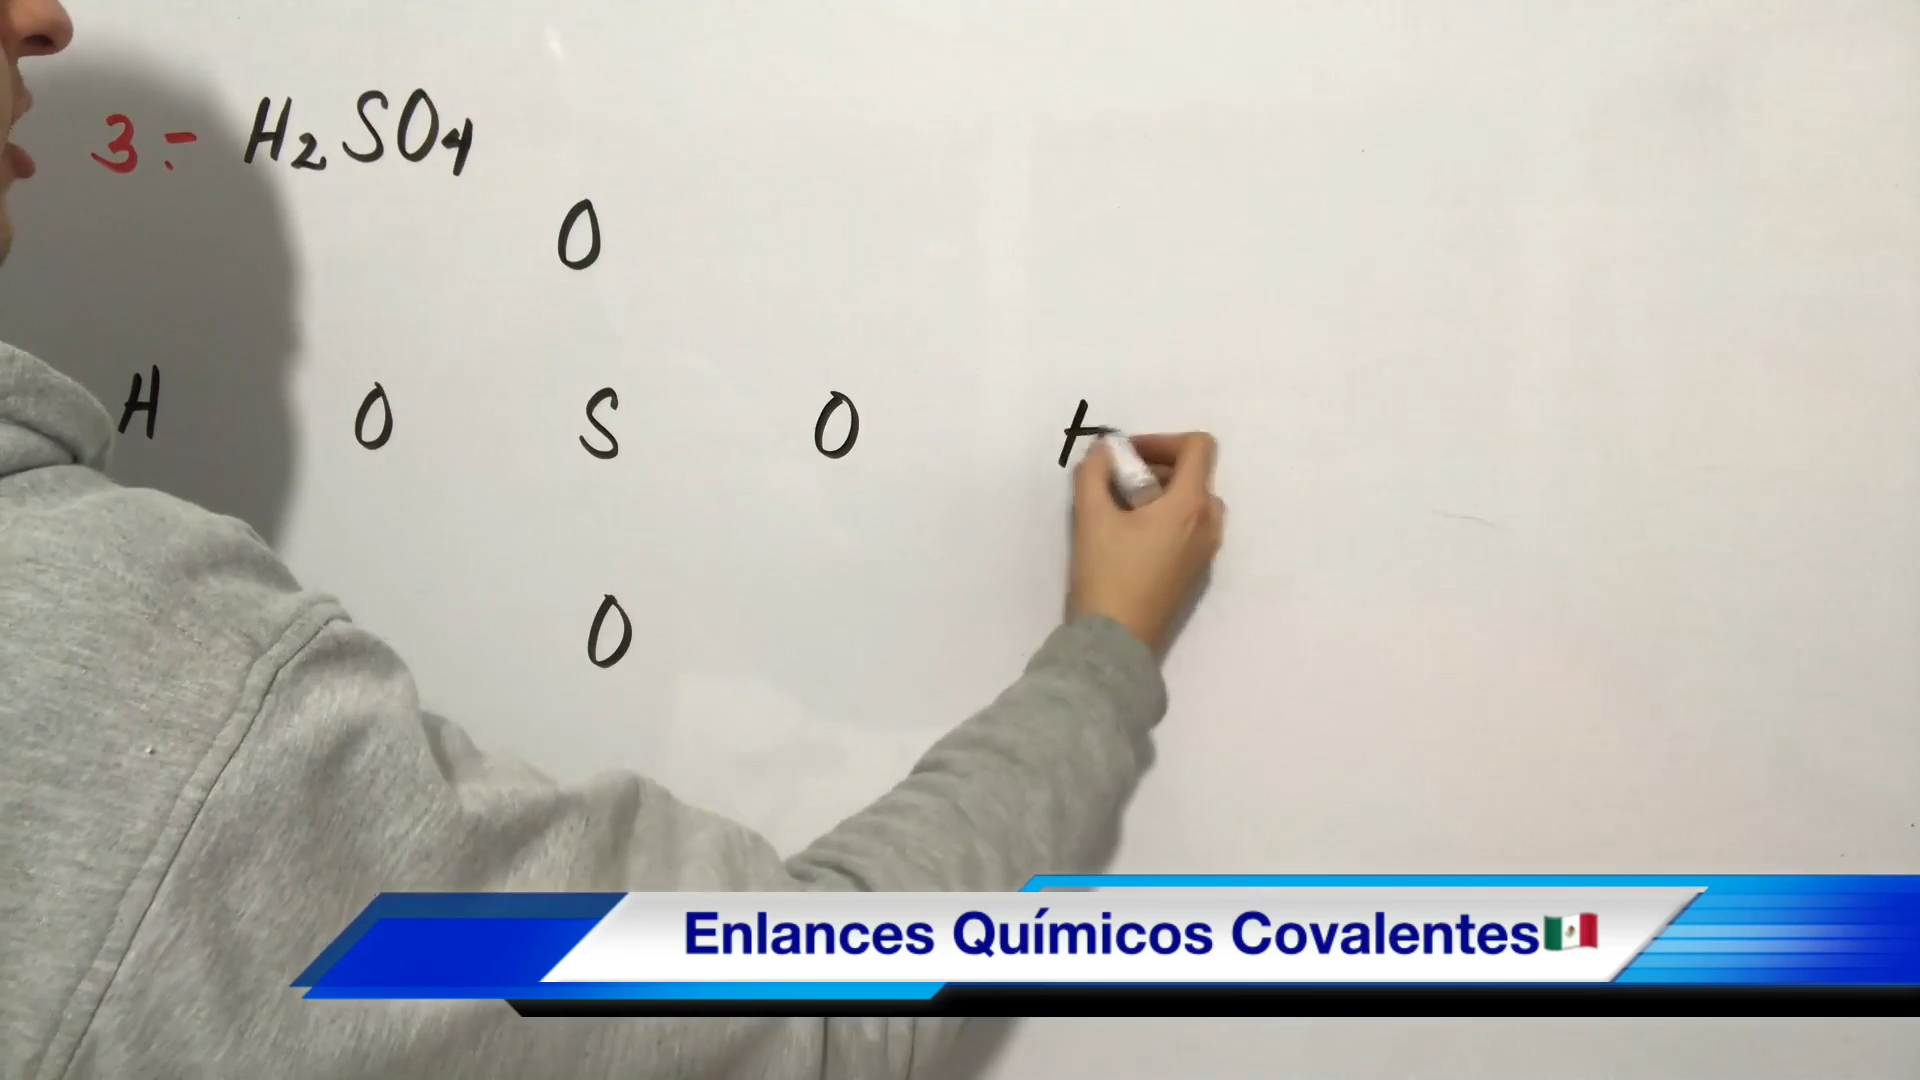 3.- H₂SO₄
O
H O S O H
O
Enlances Químicos Covalentes🇲🇽